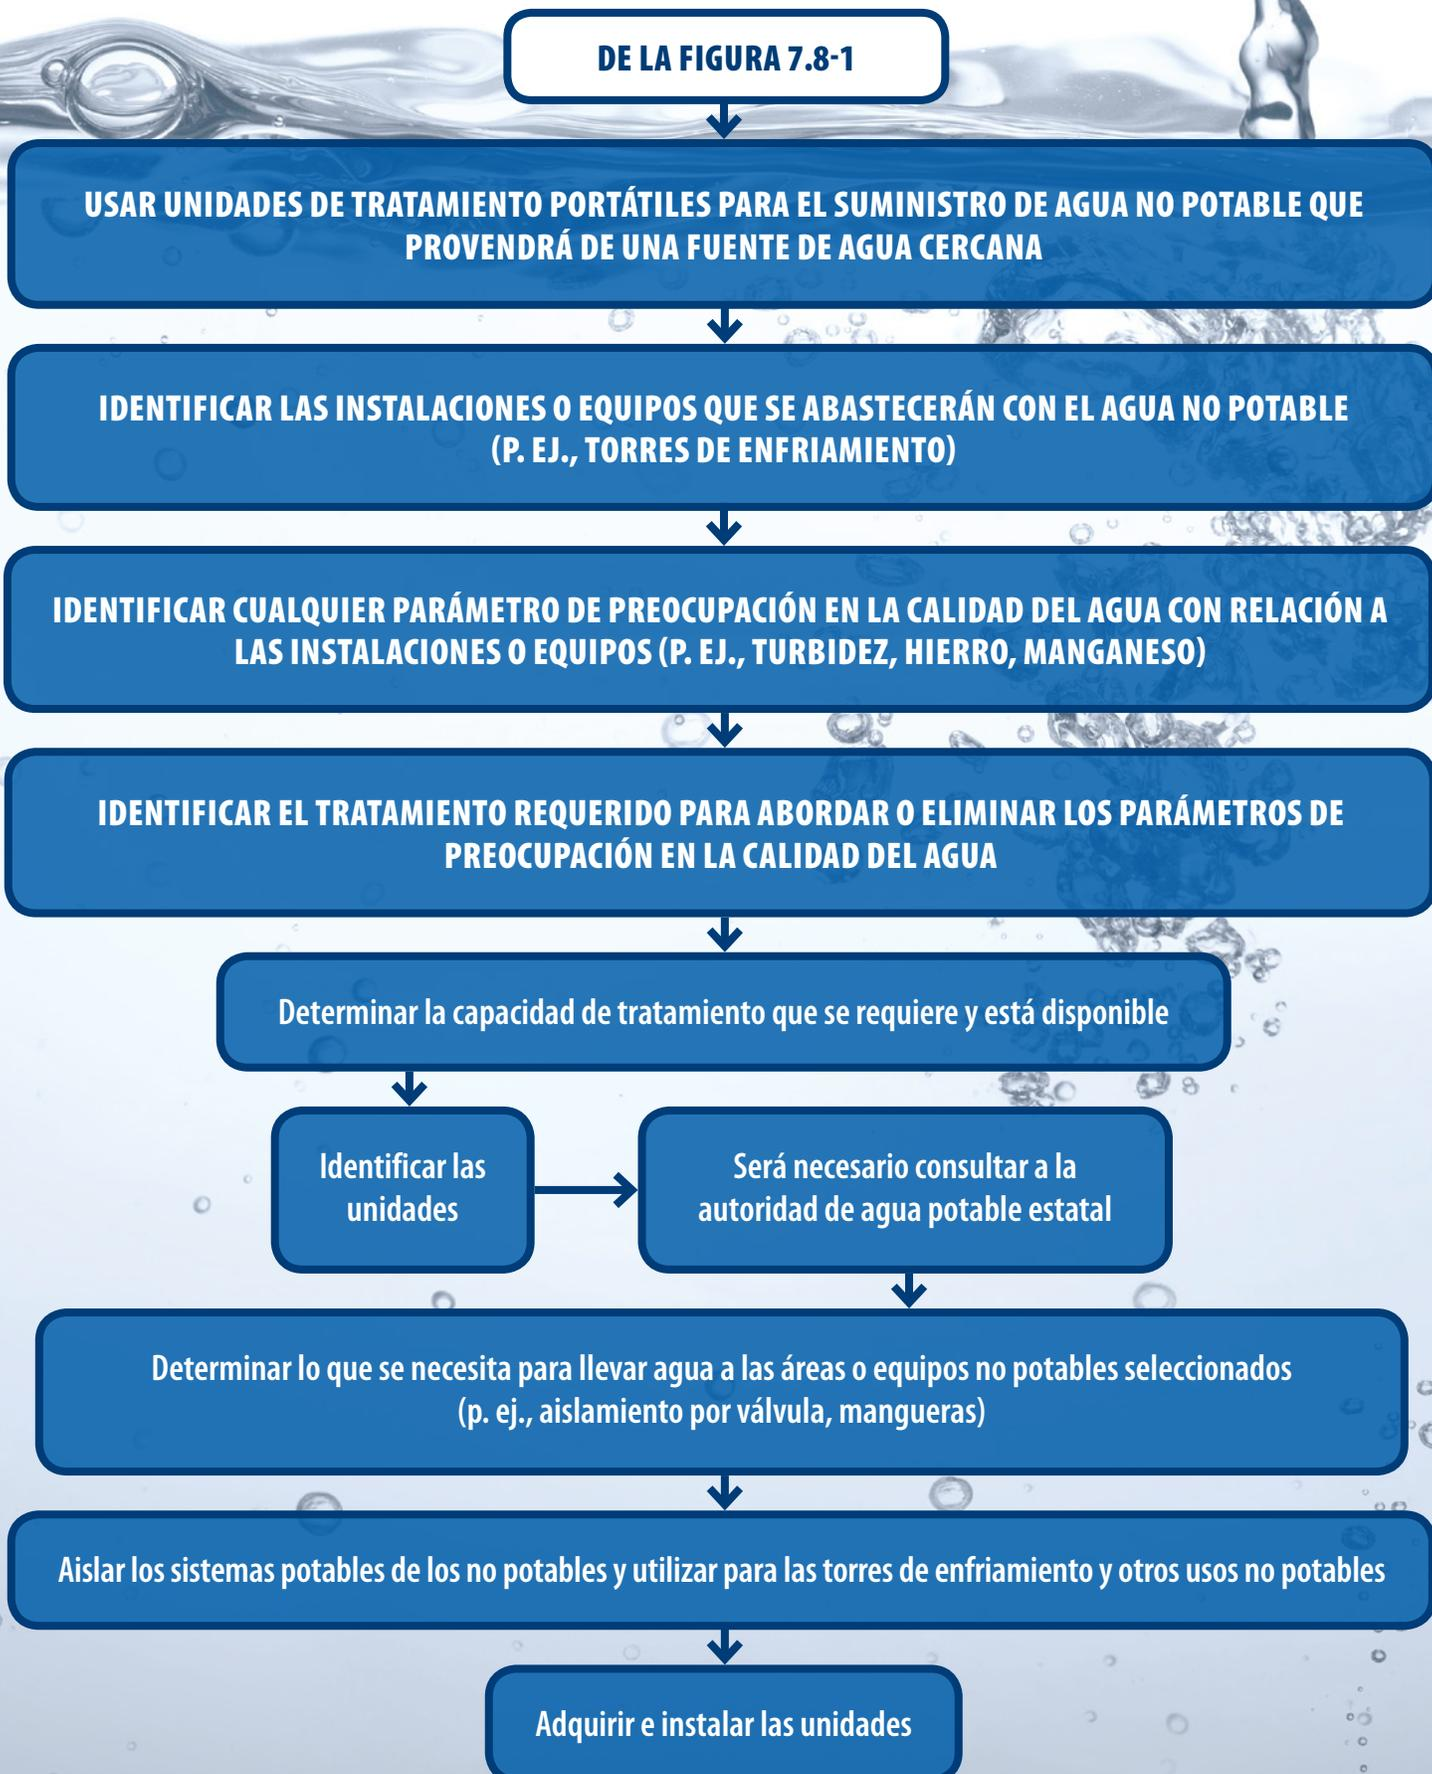 DE LA FIGURA 7.8-1
USAR UNIDADES DE TRATAMIENTO PORTÁTILES PARA EL SUMINISTRO DE AGUA NO POTABLE QUE
PROVENDRÁ DE UNA FUENTE DE AGUA CERCANA
IDENTIFICAR LAS INSTALACIONES O EQUIPOS QUE SE ABASTECERÁN CON EL AGUA NO POTABLE
(P. EJ., TORRES DE ENFRIAMIENTO)
IDENTIFICAR CUALQUIER PARÁMETRO DE PREOCUPACIÓN EN LA CALIDAD DEL AGUA CON RELACIÓN A
LAS INSTALACIONES O EQUIPOS (P. EJ., TURBIDEZ, HIERRO, MANGANESO)
IDENTIFICAR EL TRATAMIENTO REQUERIDO PARA ABORDAR O ELIMINAR LOS PARÁMETROS DE
PREOCUPACIÓN EN LA CALIDAD DEL AGUA
Determinar la capacidad de tratamiento que se requiere y está disponible
Identificar las
unidades
Será necesario consultar a la
autoridad de agua potable estatal
Determinar lo que se necesita para llevar agua a las áreas o equipos no potables seleccionados
(p. ej., aislamiento por válvula, mangueras)
Aislar los sistemas potables de los no potables y utilizar para las torres de enfriamiento y otros usos no potables
Adquirir e instalar las unidades